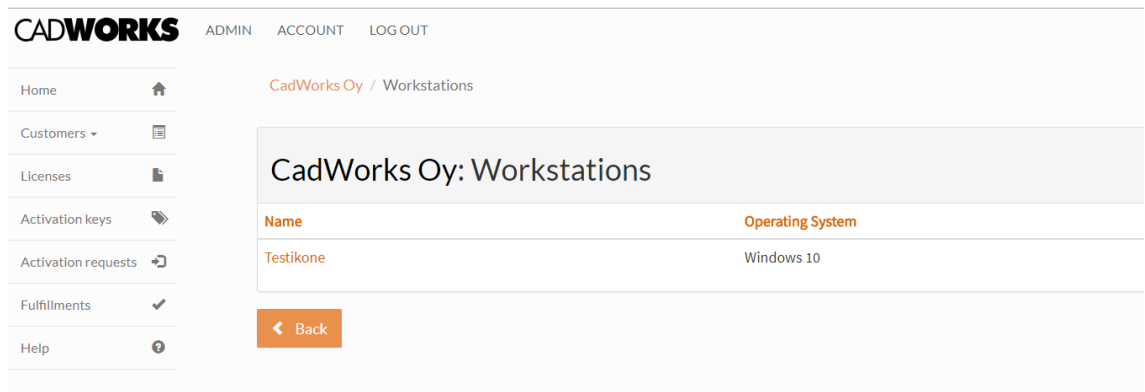 CADWORKS ADMIN ACCOUNT LOG OUT
Home
Customers
Licenses
Activation keys
Activation requests
Fulfillments
Help
CadWorks Oy / Workstations
CadWorks Oy: Workstations
Name Operating System
Testikone Windows 10
Back